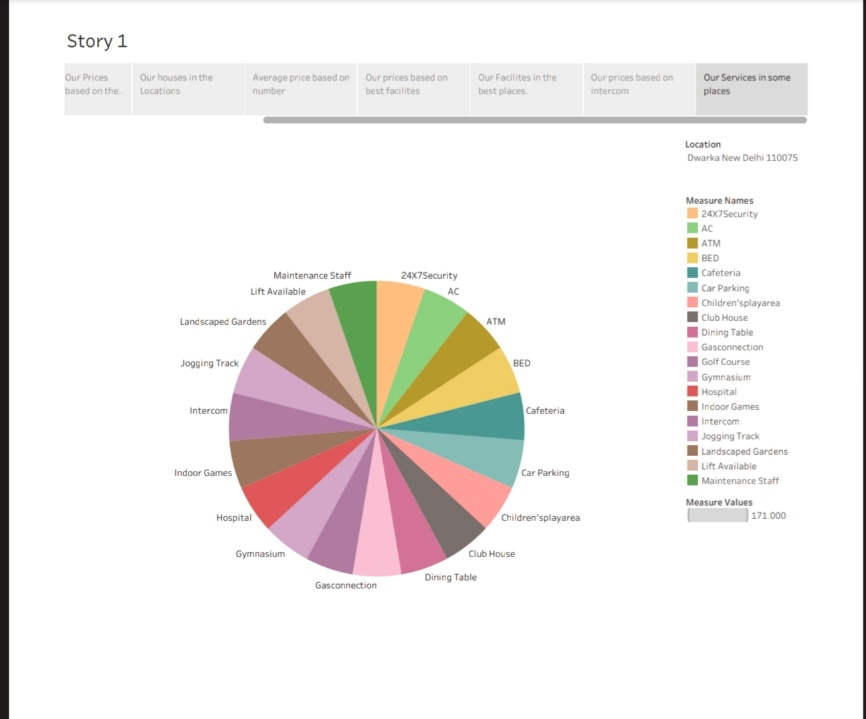 Story 1
Our Prices
based on the..
Our houses in the
Locations
Average price based on
number
Our prices based on
best facilites
Our Facilites in the
best places.
Our prices based on
intercom
Our Services in some
places
Location
Dwarka New Delhi 110075
Measure Names
24X7Security
AC
ATM
BED
Cafeteria
Car Parking
Children'splayarea
Club House
Dining Table
Gasconnection
Golf Course
Gymnasium
Hospital
Indoor Games
Intercom
Jogging Track
Landscaped Gardens
Lift Available
Maintenance Staff
Measure Values
171.000
Maintenance Staff
24X7Security
Lift Available
AC
Landscaped Gardens
ATM
Jogging Track
BED
Intercom
Cafeteria
Indoor Games
Car Parking
Hospital
Children'splayarea
Gymnasium
Club House
Gasconnection
Dining Table